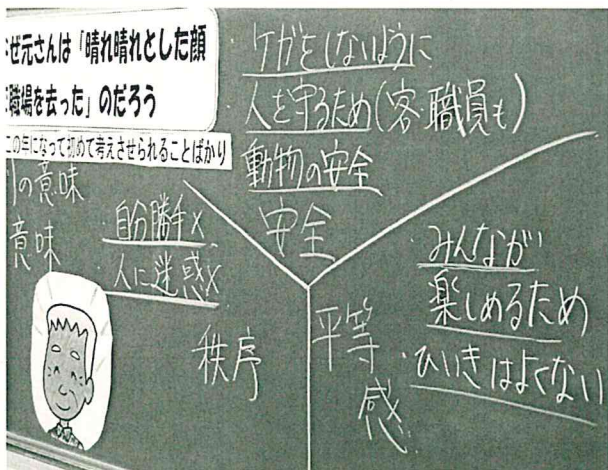 ぜ元さんは「晴れ晴れとした顔
職場を去った」のだろう
この年になって初めて考えさせられることばかり
の意味
意味
・自分勝手×
・人に迷惑×
秩序
ケガをしないように
人を守るため(客・職員も)
動物の安全
安全
・みんなが
楽しめるため
・ひいきはよくない
平等
感